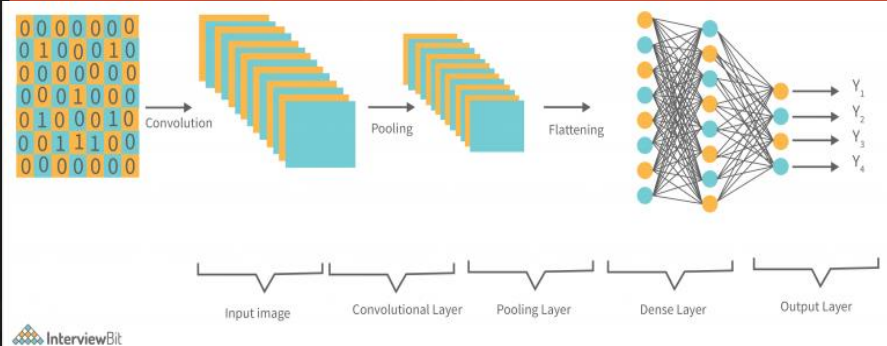 0 0 0 0 0 0 0
0 1 0 0 0 1 0
0 0 0 0 0 0 0
0 0 0 1 0 0 0
0 1 0 0 0 1 0
0 0 1 1 1 0 0
0 0 0 0 0 0 0
Convolution
Pooling
Flattening
Y1
Y2
Y3
Y4
Input image
Convolutional Layer
Pooling Layer
Dense Layer
Output Layer
InterviewBit